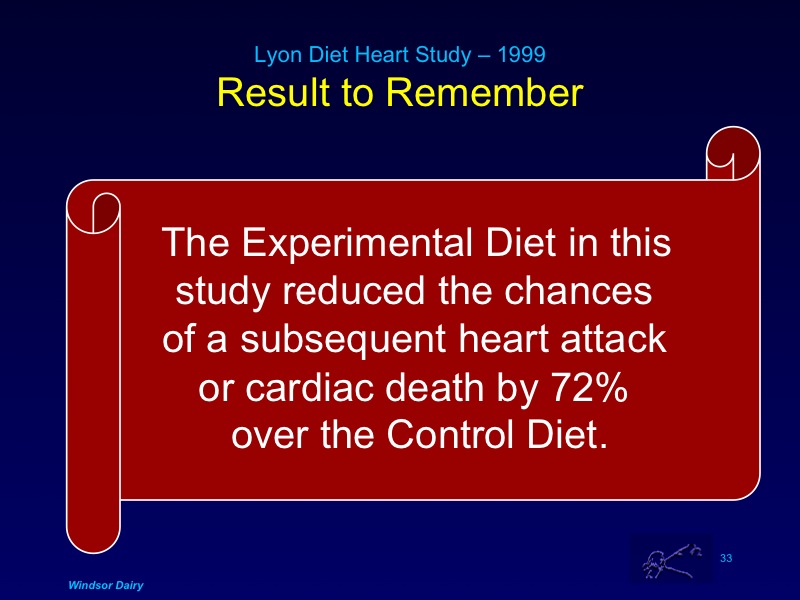 Lyon Diet Heart Study – 1999
Result to Remember
The Experimental Diet in this
study reduced the chances
of a subsequent heart attack
or cardiac death by 72%
over the Control Diet.
33
Windsor Dairy